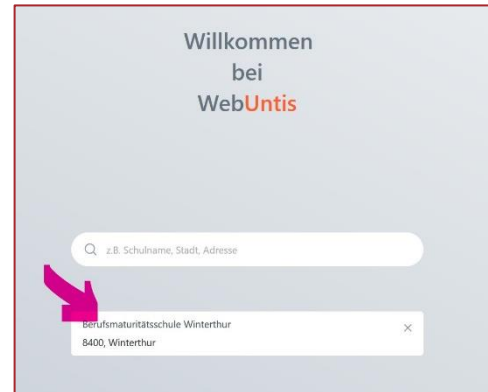 Willkommen
bei
WebUntis
z.B. Schulname, Stadt, Adresse
Berufsmaturitätsschule Winterthur
8400, Winterthur